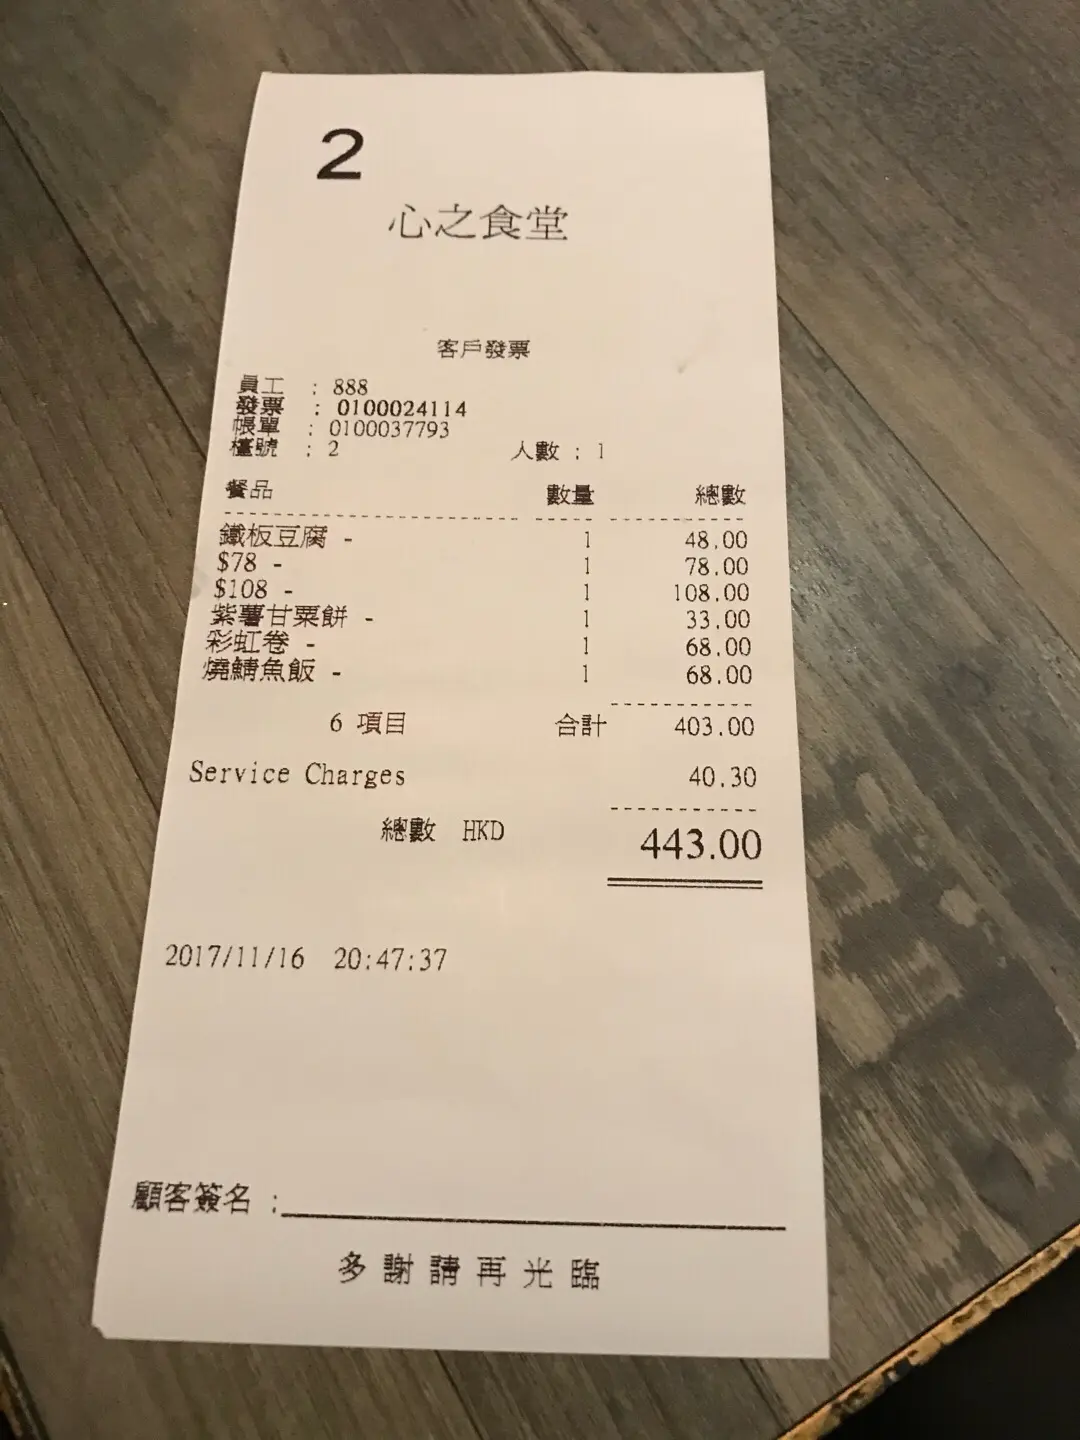 2
心之食堂
客戶發票
員工 : 888
發票 : 0100024114
帳單 : 0100037793
檯號 : 2 人數 : 1
餐品 數量 總數
鐵板豆腐 - 1 48.00
$78 - 1 78.00
$108 - 1 108.00
紫薯甘粟餅 - 1 33.00
彩虹卷 - 1 68.00
燒鯖魚飯 - 1 68.00
6 項目 合計 403.00
Service Charges 40.30
總數 HKD 443.00
2017/11/16 20:47:37
顧客簽名 :
多謝請再光臨